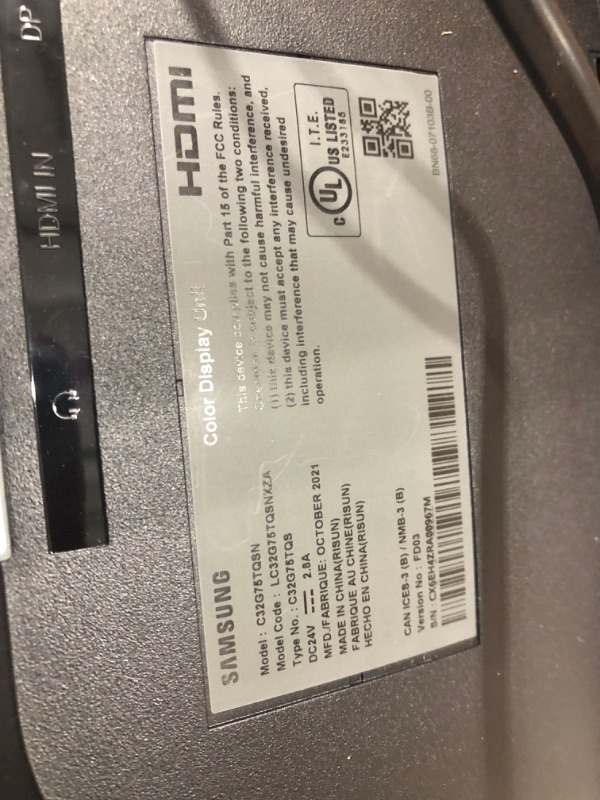 DP
HDMI IN
SAMSUNG
Color Display Unit
HDMI
Model : C32G75TQSN
Model Code : LC32G75TQSNXZA
Type No. : C32G75TQS
DC24V 2.8A
MFD./FABRIQUE: OCTOBER 2021
MADE IN CHINA(RISUN)
FABRIQUE AU CHINE(RISUN)
HECHO EN CHINA(RISUN)
This device complies with Part 15 of the FCC Rules.
Operation is subject to the following two conditions:
(1) this device may not cause harmful interference, and
(2) this device must accept any interference received,
including interference that may cause undesired
operation.
C UL US LISTED
I.T.E.
E233185
CAN ICES-3 (B) / NMB-3 (B)
Version No : FD03
S/N : CX6EH4ZRA00967M
BN68-07103B-00